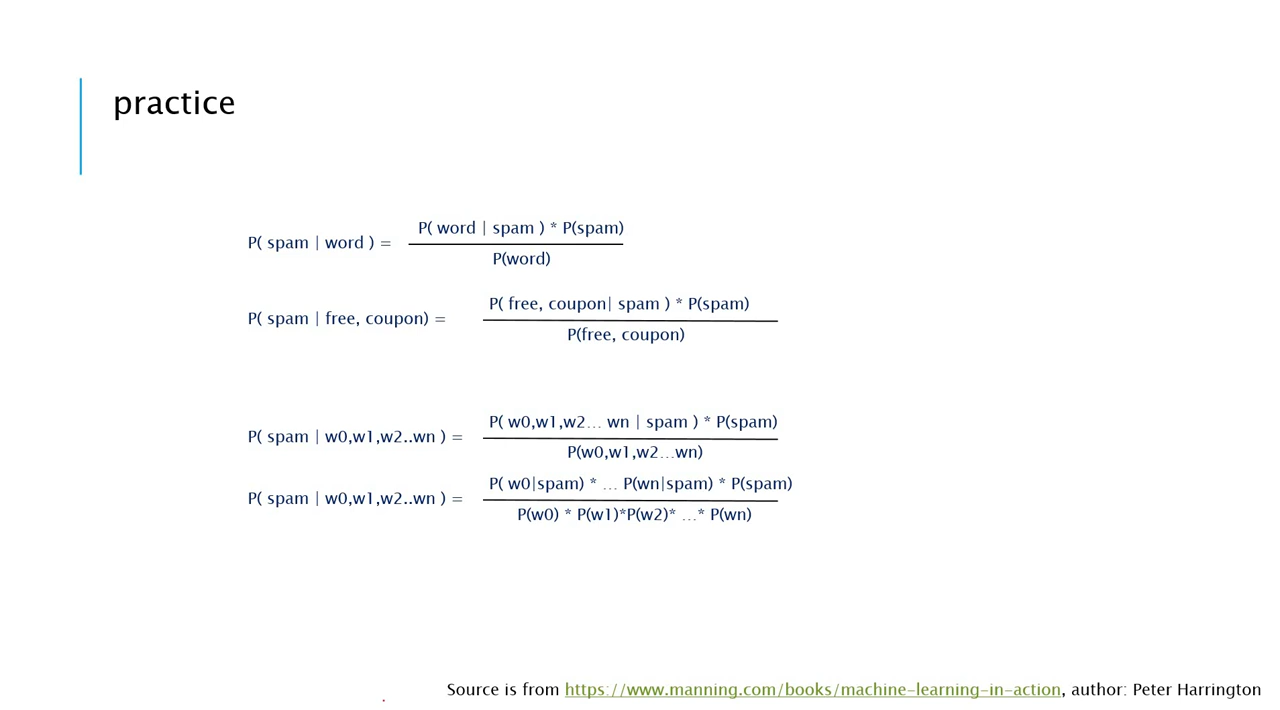 practice
P( word | spam ) * P(spam)
P( spam | word ) =
P(word)
P( free, coupon| spam ) * P(spam)
P( spam | free, coupon) =
P(free, coupon)
P( w0,w1,w2... wn | spam ) * P(spam)
P( spam | w0,w1,w2..wn ) =
P(w0,w1,w2...wn)
P( w0|spam) * ... P(wn|spam) * P(spam)
P( spam | w0,w1,w2..wn ) =
P(w0) * P(w1)*P(w2)* ...* P(wn)
Source is from https://www.manning.com/books/machine-learning-in-action, author: Peter Harrington